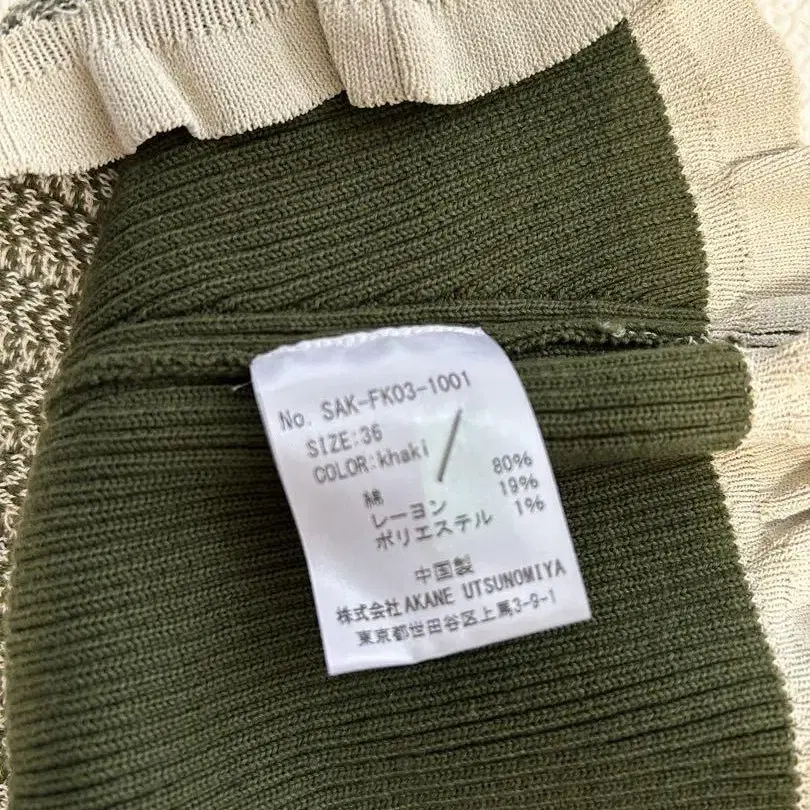 No. SAK-FK03-1001
SIZE:36
COLOR:khaki
綿 80%
レーヨン 19%
ポリエステル 1%
中国製
株式会社AKANE UTSUNOMIYA
東京都世田谷区上馬3-9-1